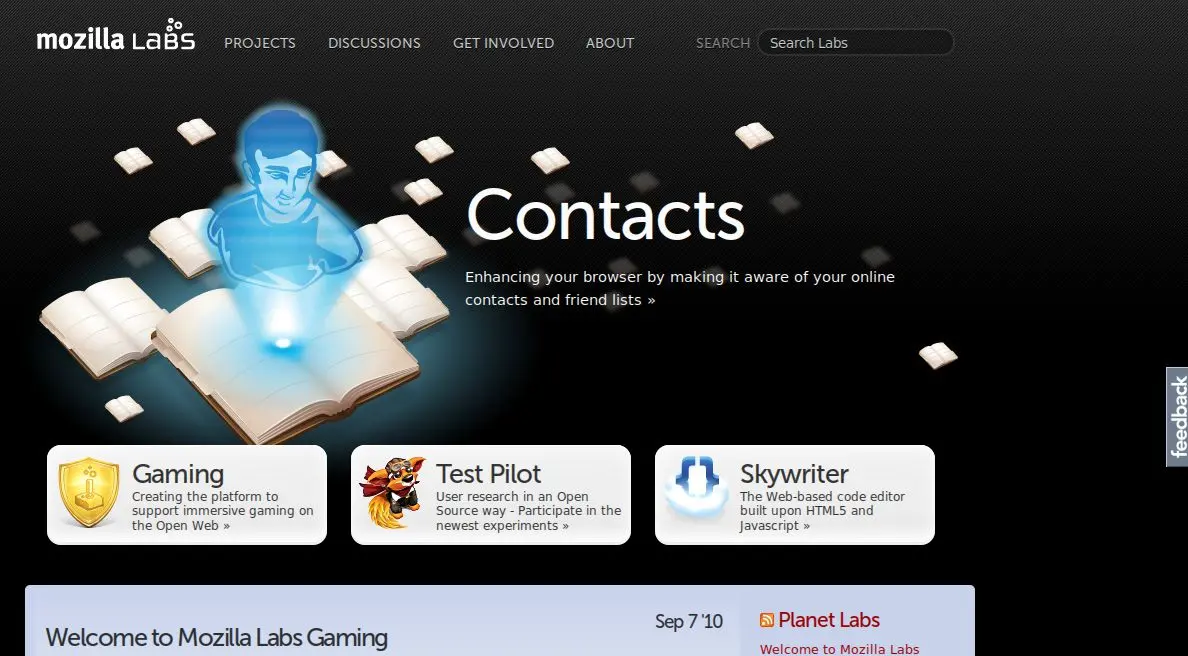 mozilla LABS
PROJECTS DISCUSSIONS GET INVOLVED ABOUT SEARCH Search Labs
Contacts
Enhancing your browser by making it aware of your online
contacts and friend lists »
feedback
Gaming
Creating the platform to
support immersive gaming on
the Open Web »
Test Pilot
User research in an Open
Source way - Participate in the
newest experiments »
Skywriter
The Web-based code editor
built upon HTML5 and
Javascript »
Sep 7 '10
Welcome to Mozilla Labs Gaming
Planet Labs
Welcome to Mozilla Labs